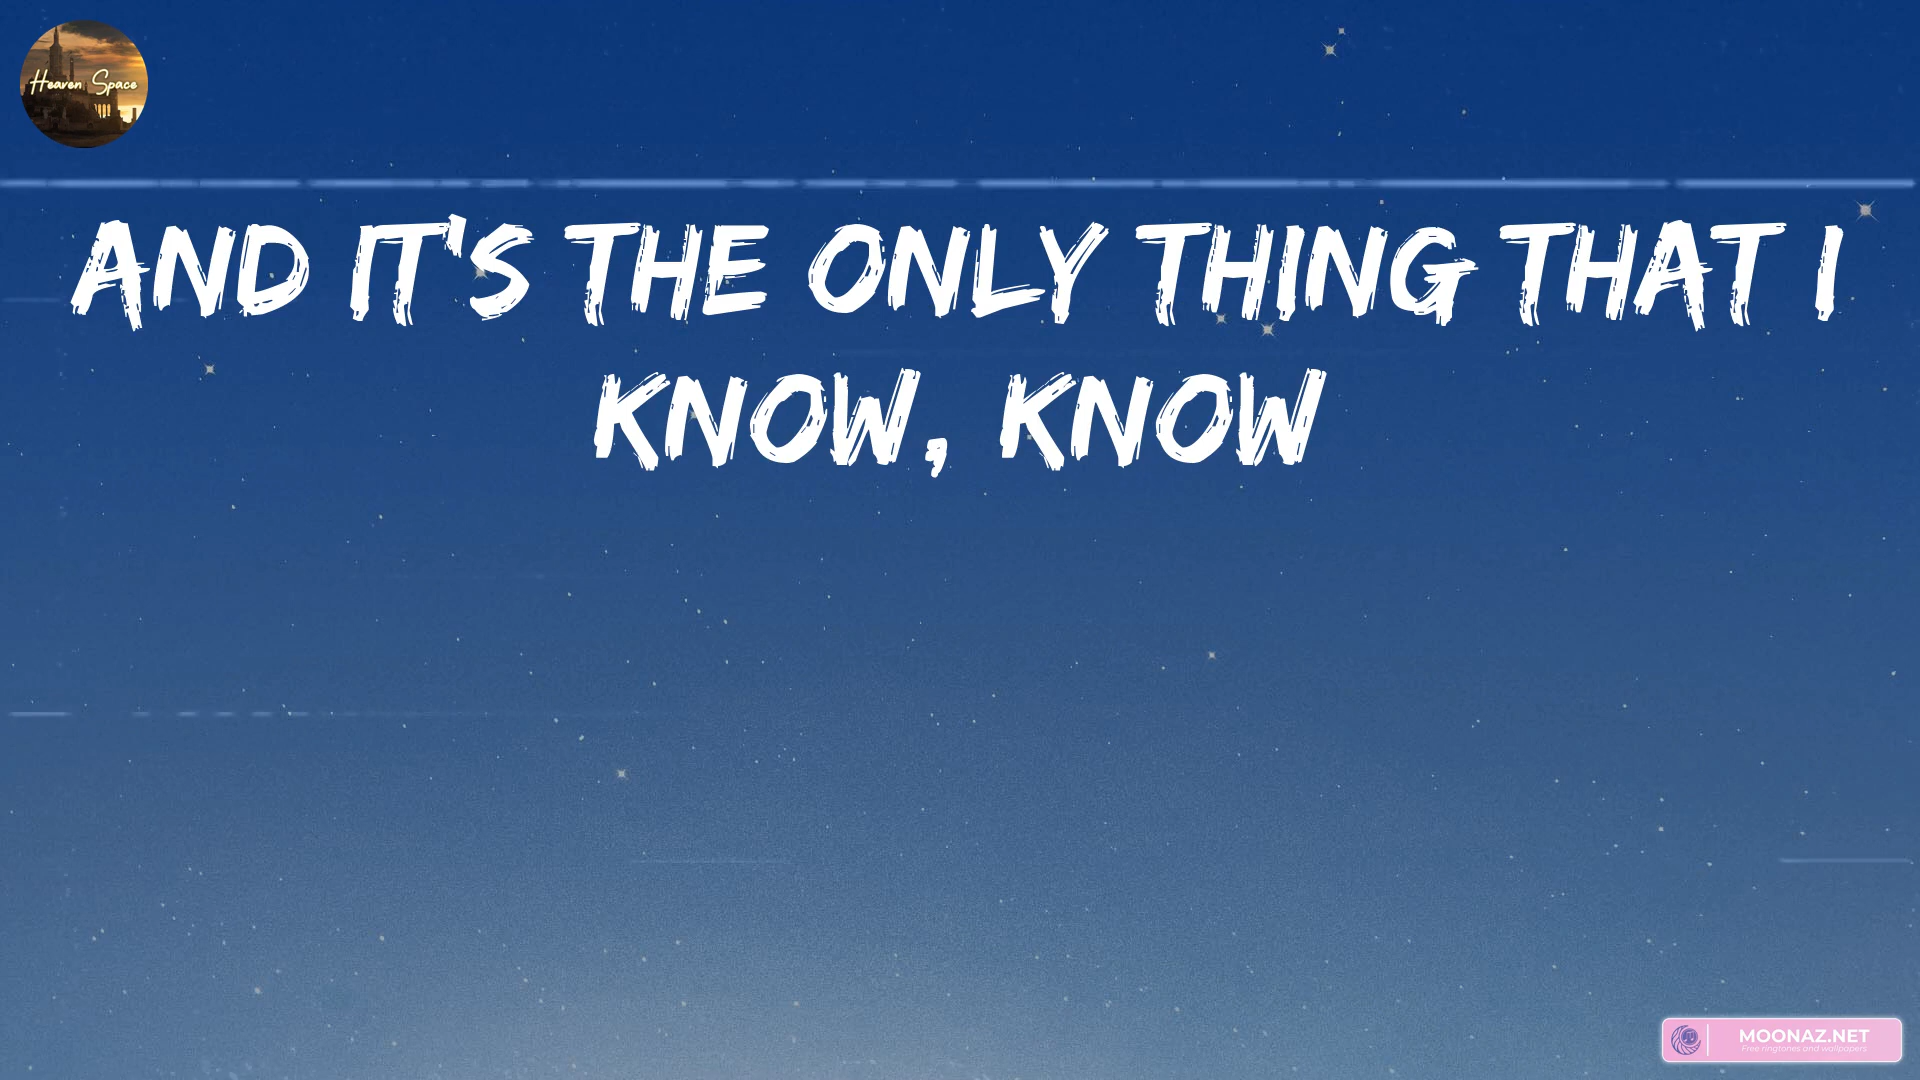 Heaven Space
AND IT'S THE ONLY THING THAT I
KNOW, KNOW
MOONAZ.NET
Free ringtones and wallpapers